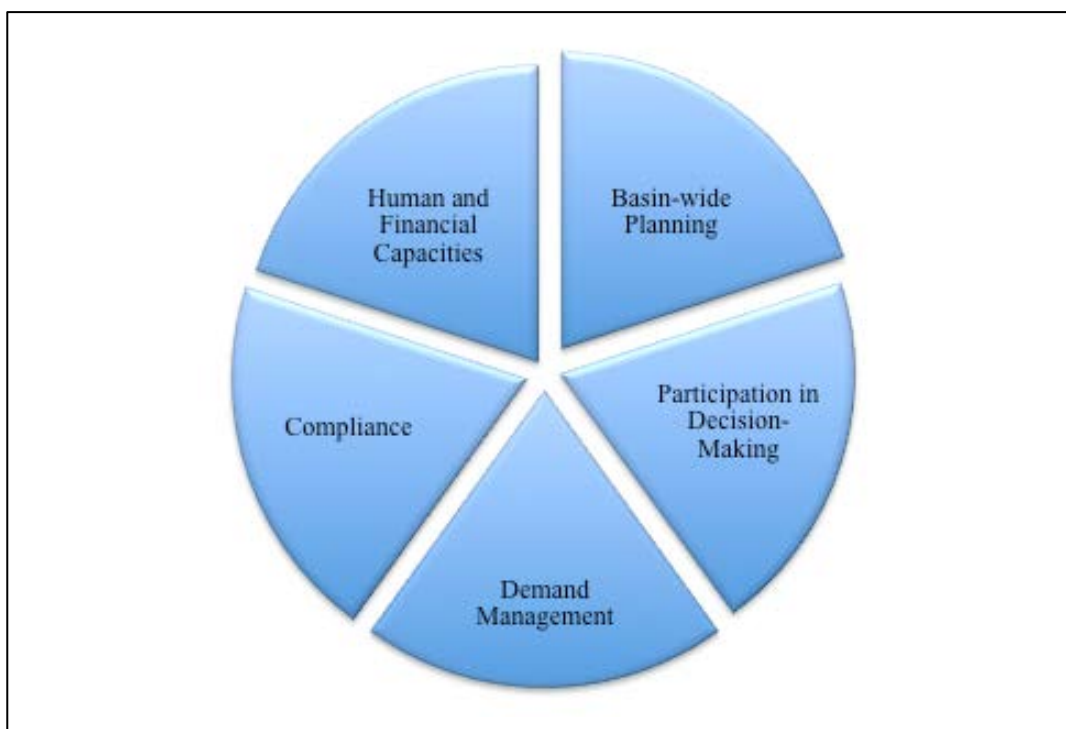 Human and
Financial
Capacities
Basin-wide
Planning
Participation in
Decision-
Making
Compliance
Demand
Management